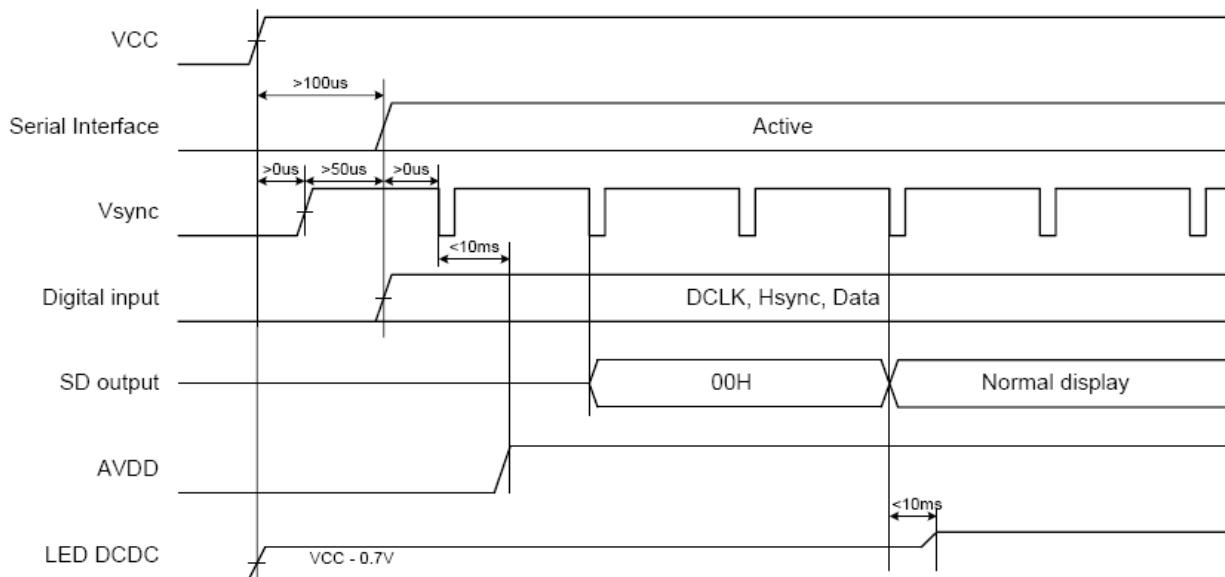 VCC
>100us
Serial Interface
Active
>0us >50us >0us
Vsync
<10ms
Digital input
DCLK, Hsync, Data
SD output
00H
Normal display
AVDD
<10ms
LED DCDC
VCC - 0.7V